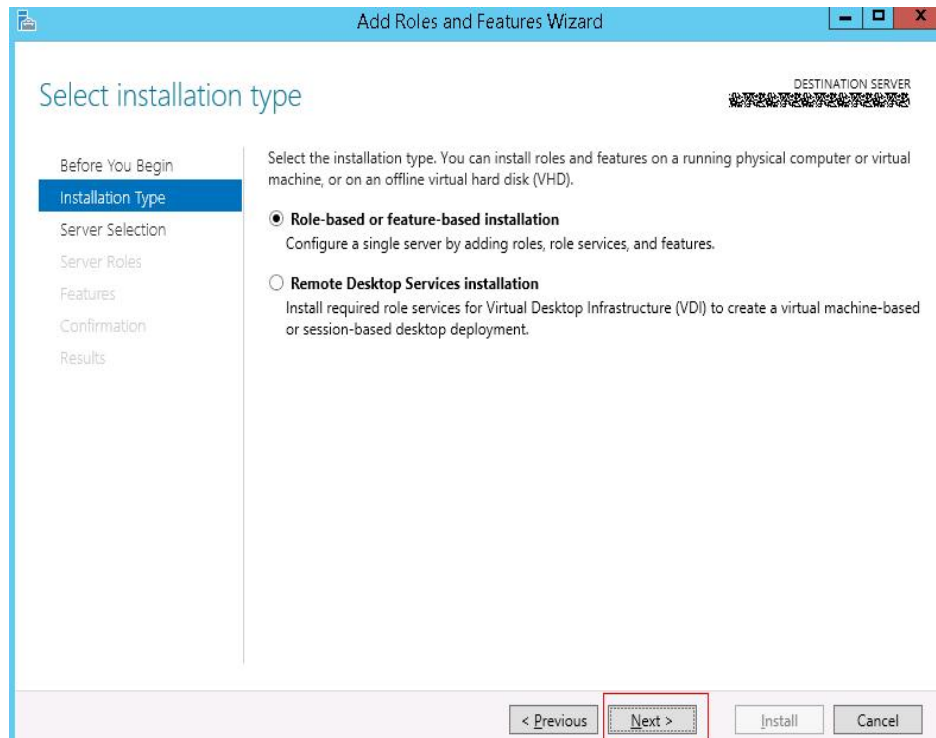 Add Roles and Features Wizard
X
Select installation type
DESTINATION SERVER
Before You Begin
Installation Type
Server Selection
Server Roles
Features
Confirmation
Results
Select the installation type. You can install roles and features on a running physical computer or virtual
machine, or on an offline virtual hard disk (VHD).
Role-based or feature-based installation
Configure a single server by adding roles, role services, and features.
Remote Desktop Services installation
Install required role services for Virtual Desktop Infrastructure (VDI) to create a virtual machine-based
or session-based desktop deployment.
< Previous
Next >
Install
Cancel